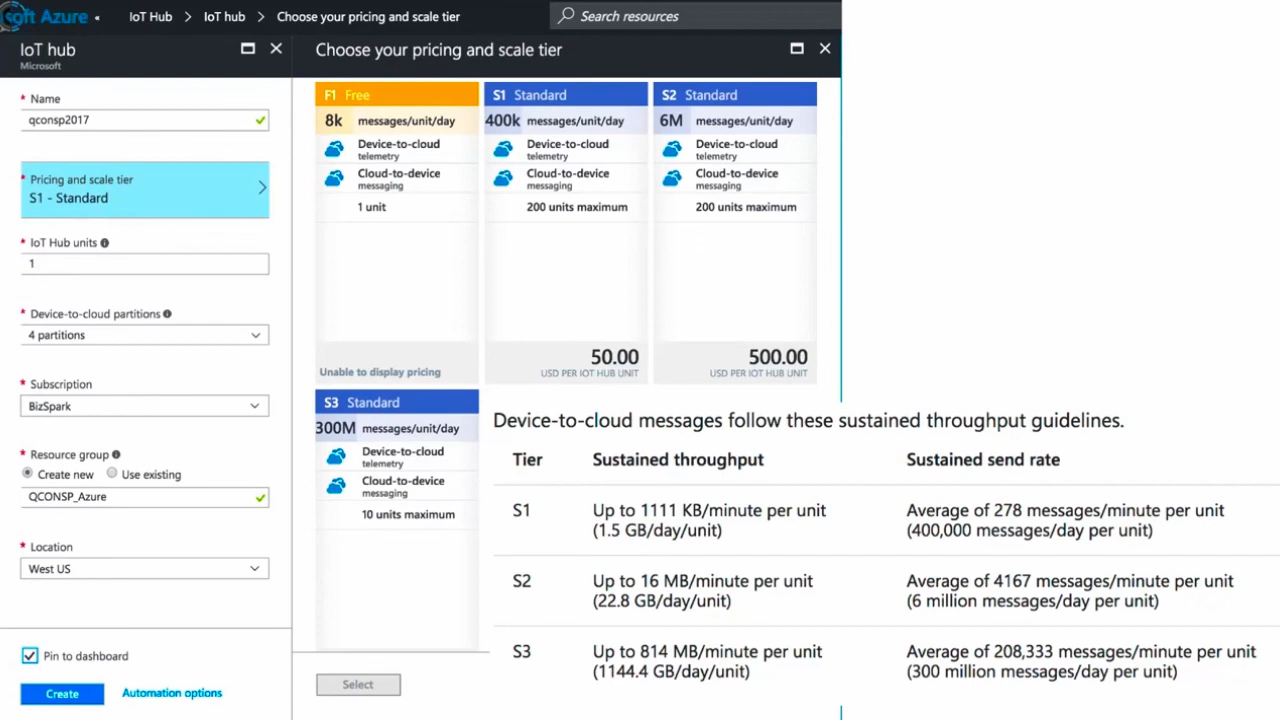 soft Azure «
IoT Hub > IoT hub > Choose your pricing and scale tier
Search resources
IoT hub
Microsoft
* Name
qconsp2017
* Pricing and scale tier
S1 - Standard
* IoT Hub units
1
* Device-to-cloud partitions
4 partitions
* Subscription
BizSpark
* Resource group
Create new Use existing
QCONSP_Azure
* Location
West US
Pin to dashboard
Create Automation options
Choose your pricing and scale tier
F1 Free
8k messages/unit/day
Device-to-cloud
telemetry
Cloud-to-device
messaging
1 unit
Unable to display pricing
S1 Standard
400k messages/unit/day
Device-to-cloud
telemetry
Cloud-to-device
messaging
200 units maximum
50.00
USD PER IOT HUB UNIT
S2 Standard
6M messages/unit/day
Device-to-cloud
telemetry
Cloud-to-device
messaging
200 units maximum
500.00
USD PER IOT HUB UNIT
S3 Standard
300M messages/unit/day
Device-to-cloud
telemetry
Cloud-to-device
messaging
10 units maximum
Select
Device-to-cloud messages follow these sustained throughput guidelines.
Tier Sustained throughput Sustained send rate
S1 Up to 1111 KB/minute per unit Average of 278 messages/minute per unit
(1.5 GB/day/unit) (400,000 messages/day per unit)
S2 Up to 16 MB/minute per unit Average of 4167 messages/minute per unit
(22.8 GB/day/unit) (6 million messages/day per unit)
S3 Up to 814 MB/minute per unit Average of 208,333 messages/minute per unit
(1144.4 GB/day/unit) (300 million messages/day per unit)